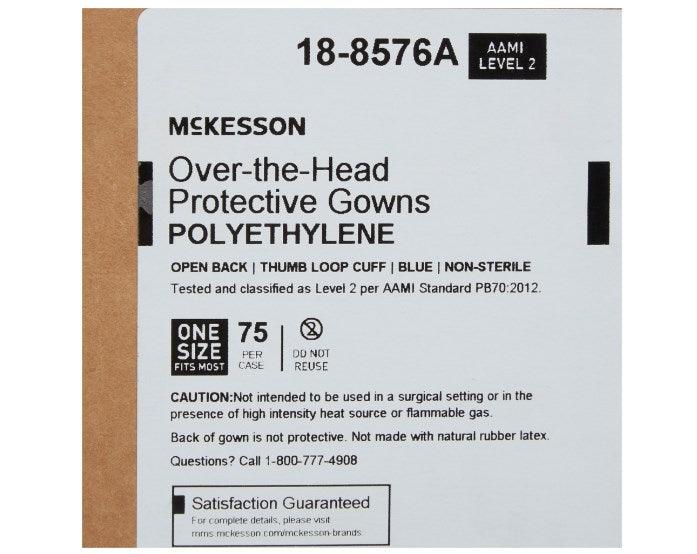 18-8576A
AAMI
LEVEL 2
McKESSON
Over-the-Head
Protective Gowns
POLYETHYLENE
OPEN BACK | THUMB LOOP CUFF | BLUE | NON-STERILE
Tested and classified as Level 2 per AAMI Standard PB70:2012.
ONE
SIZE
FITS MOST
75
PER
CASE
2
DO NOT
REUSE
CAUTION:Not intended to be used in a surgical setting or in the
presence of high intensity heat source or flammable gas.
Back of gown is not protective. Not made with natural rubber latex.
Questions? Call 1-800-777-4908
Satisfaction Guaranteed
For complete details, please visit
mms.mckesson.com/mckesson-brands